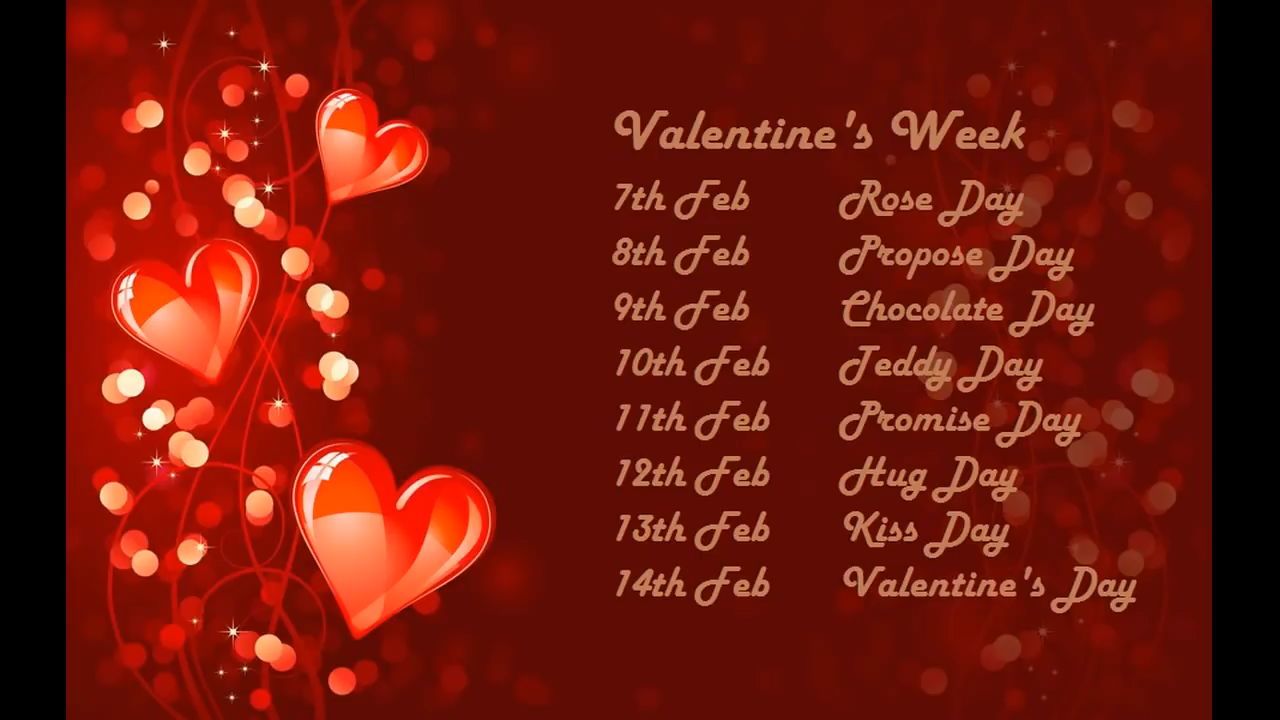 Valentine's Week
7th Feb Rose Day
8th Feb Propose Day
9th Feb Chocolate Day
10th Feb Teddy Day
11th Feb Promise Day
12th Feb Hug Day
13th Feb Kiss Day
14th Feb Valentine's Day